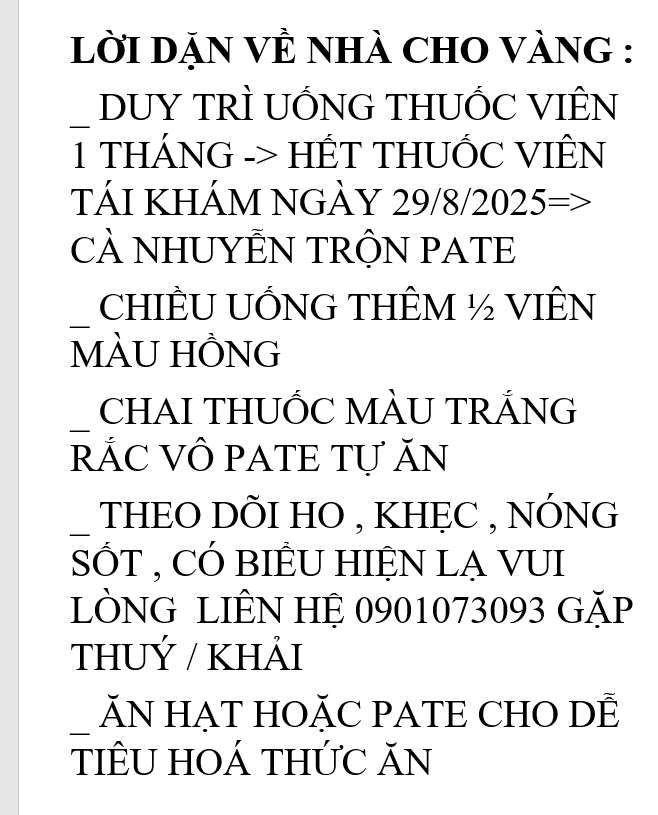 LỜI DẶN VỀ NHÀ CHO VÀNG :
_ DUY TRÌ UỐNG THUỐC VIÊN
1 THÁNG -> HẾT THUỐC VIÊN
TÁI KHÁM NGÀY 29/8/2025=>
CÀ NHUYỄN TRỘN PATE
_ CHIỀU UỐNG THÊM ½ VIÊN
MÀU HỒNG
_ CHAI THUỐC MÀU TRẮNG
RẮC VÔ PATE TỰ ĂN
_ THEO DÕI HO , KHẸC , NÓNG
SỐT , CÓ BIỂU HIỆN LẠ VUI
LÒNG  LIÊN HỆ 0901073093 GẶP
THUÝ / KHẢI
_ ĂN HẠT HOẶC PATE CHO DỄ
TIÊU HOÁ THỨC ĂN